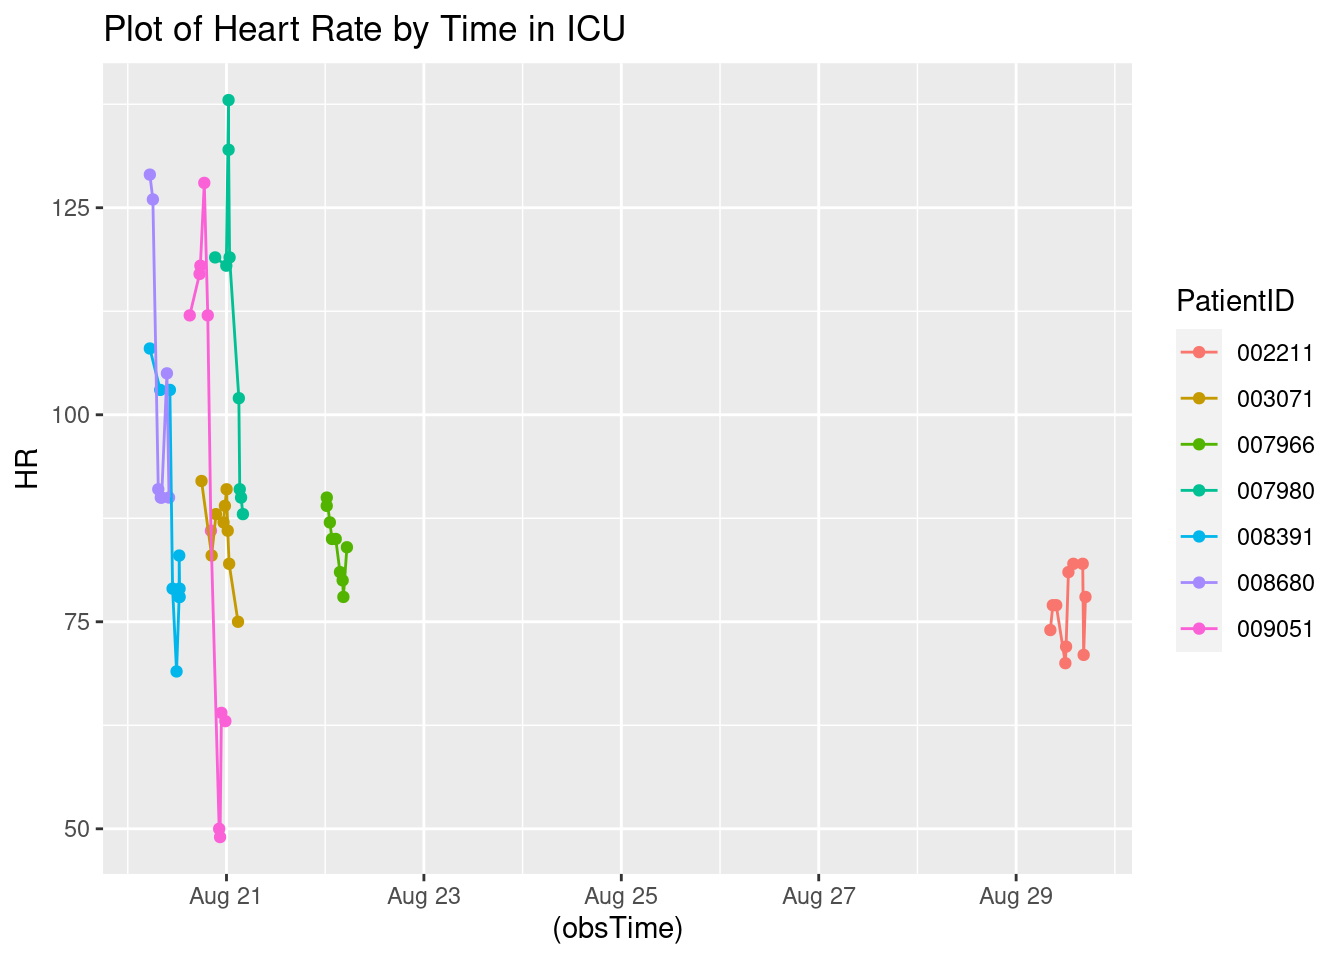 Plot of Heart Rate by Time in ICU
HR
125
100
75
50
Aug 21 Aug 23 Aug 25 Aug 27 Aug 29
(obsTime)
PatientID
002211
003071
007966
007980
008391
008680
009051